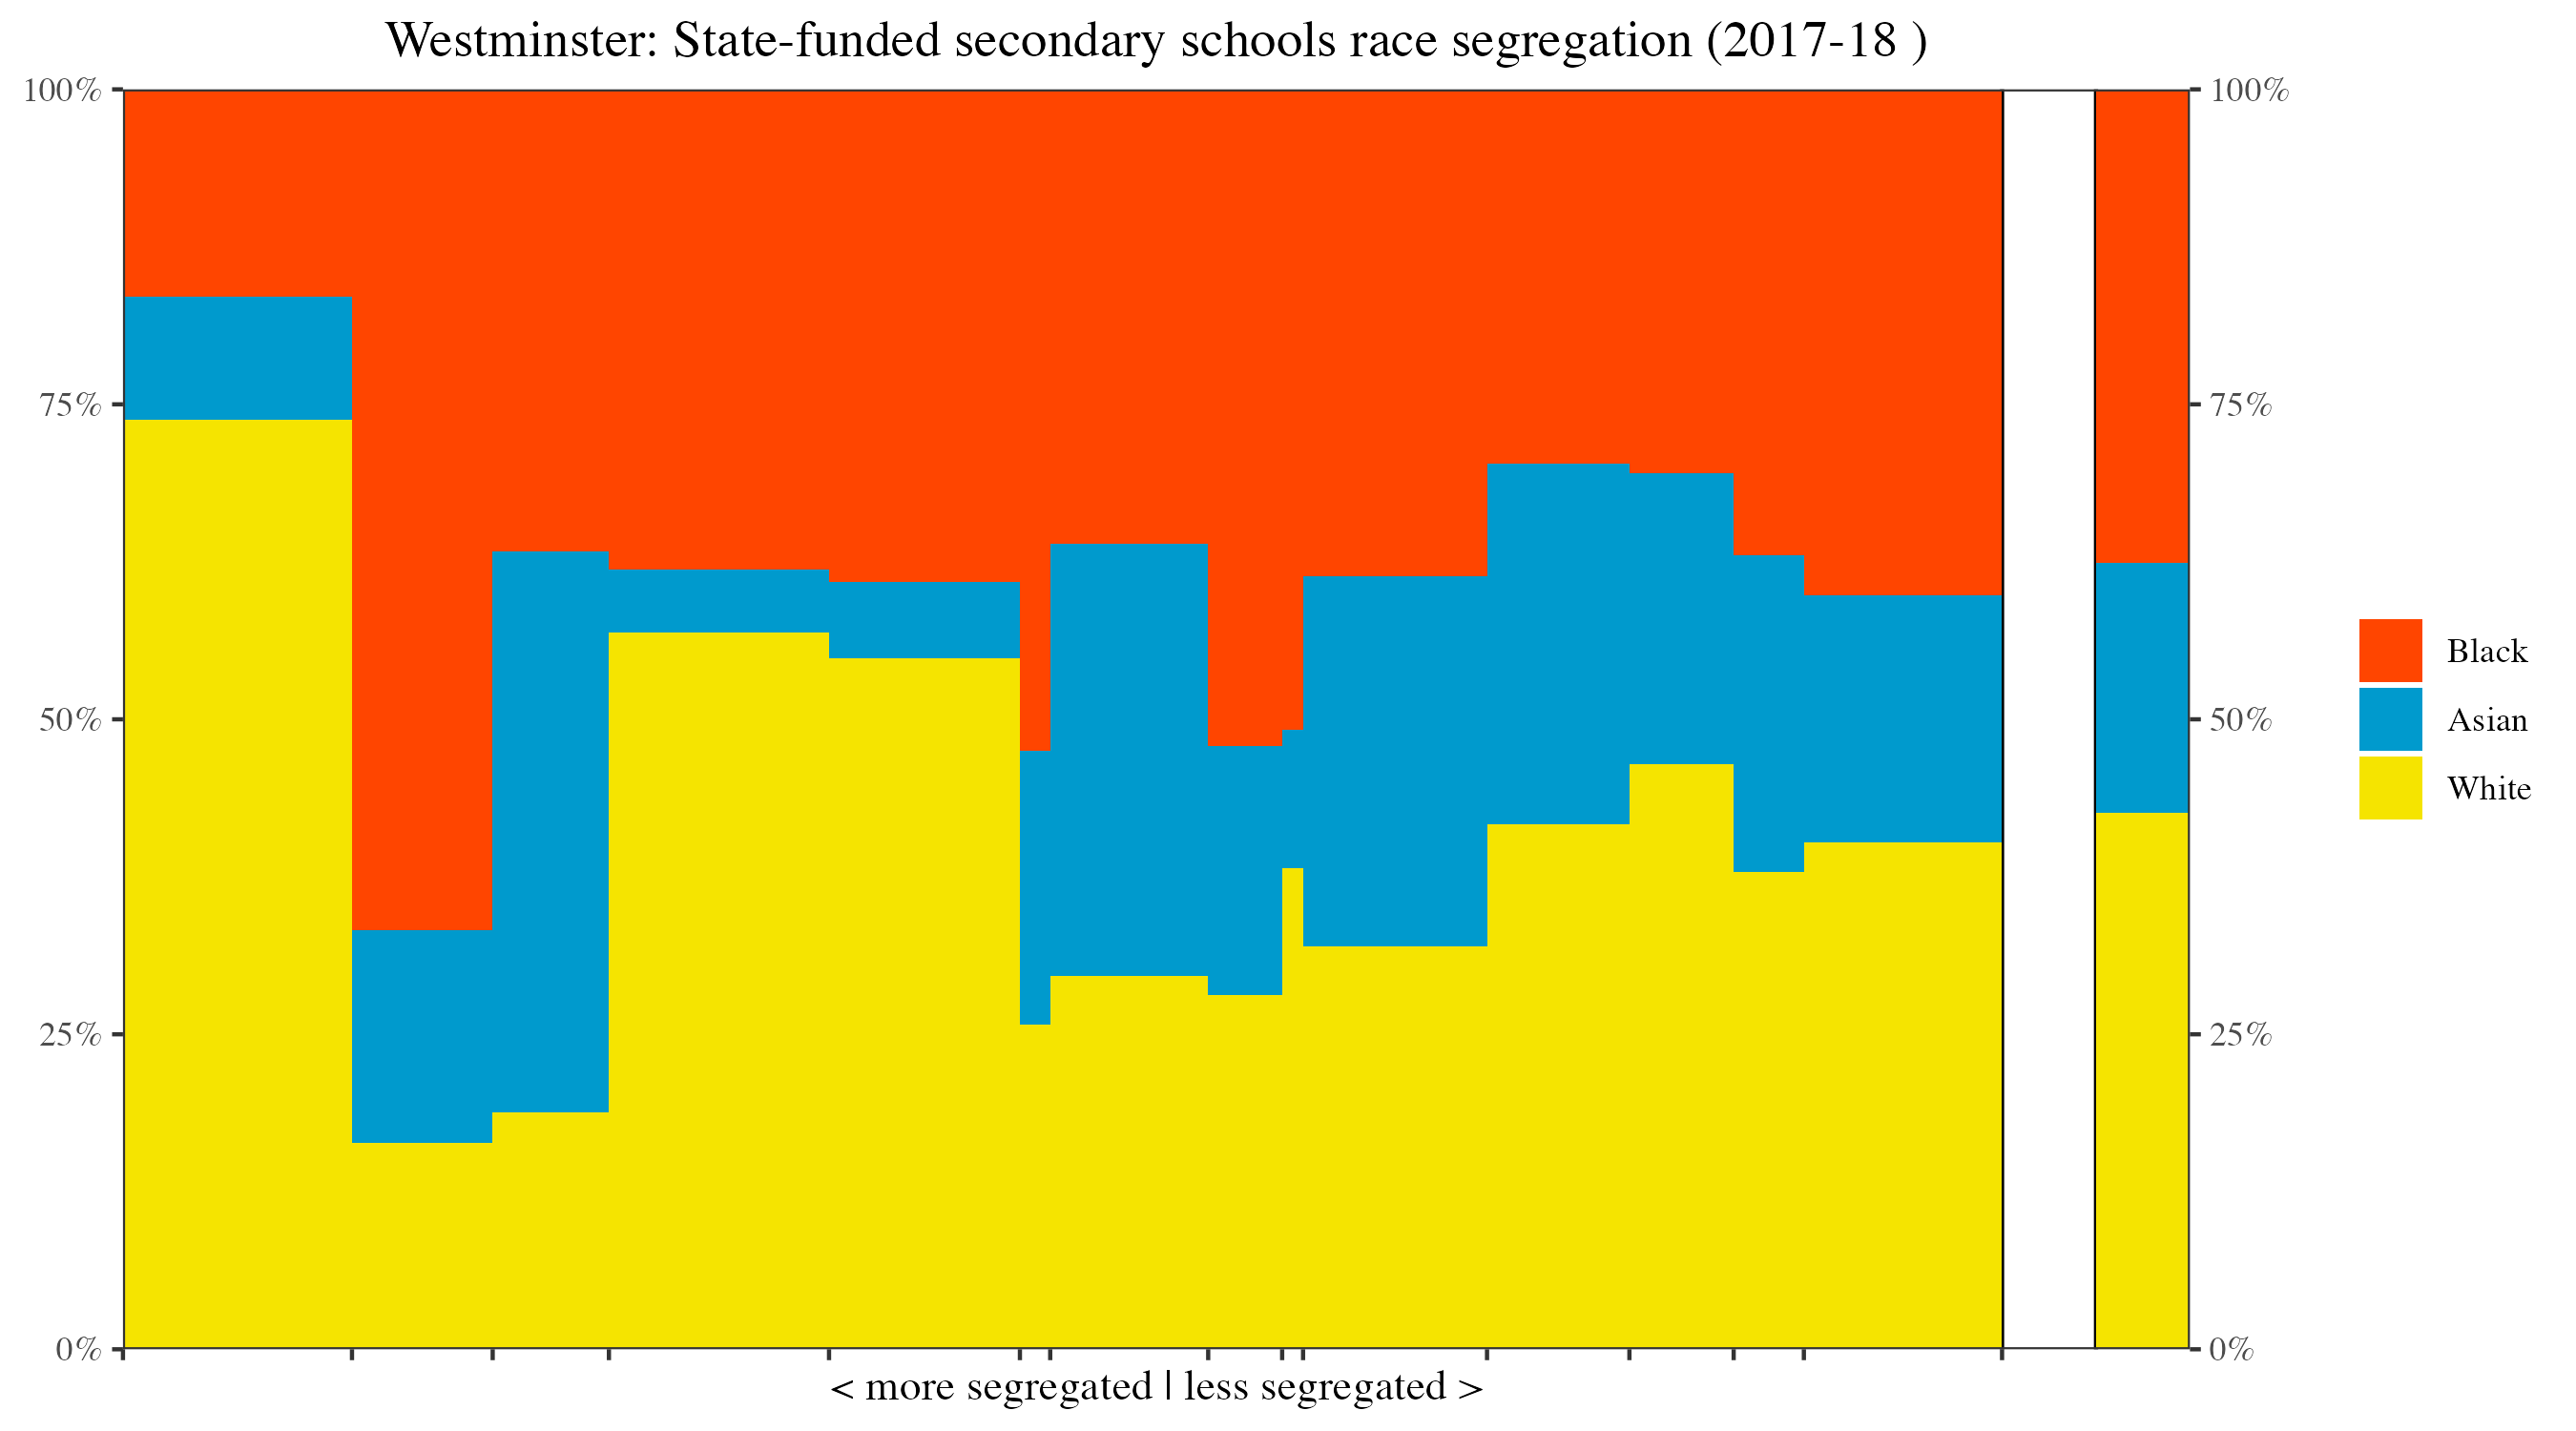 Westminster: State-funded secondary schools race segregation (2017-18 )
100%
75%
50%
25%
0%
100%
75%
50%
25%
0%
Black
Asian
White
< more segregated | less segregated >